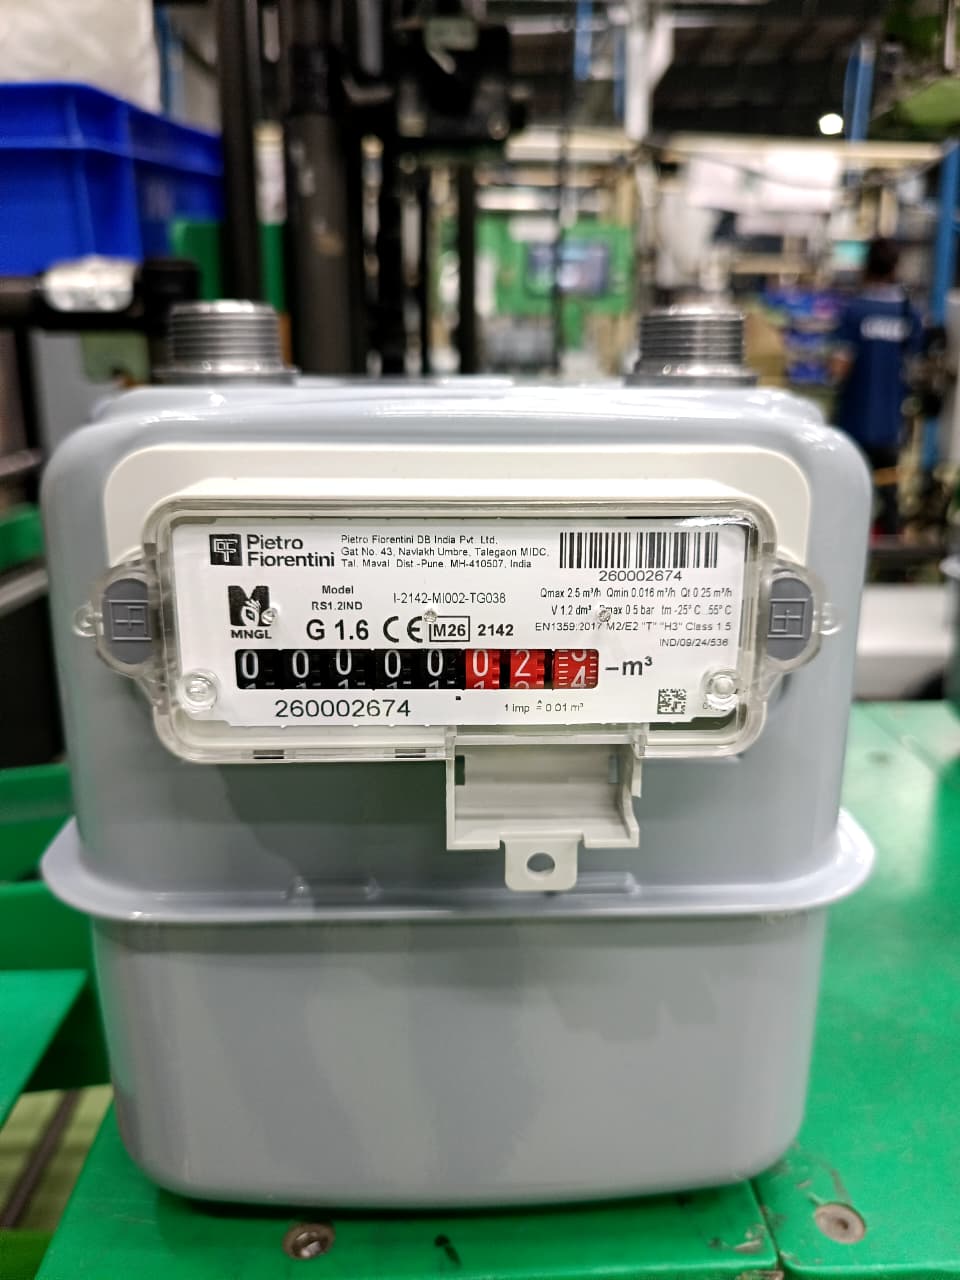 Pietro
Fiorentini
Pietro Fiorentini DB India Pvt. Ltd.
Gat No. 43, Navlakh Umbre, Talegaon MIDC,
Tal. Maval Dist -Pune. MH-410507, India
260002674
MNGL
Model
RS1.2IND
I-2142-MI002-TG038
G 1.6 CE M26 2142
Qmax 2.5 m³/h Qmin 0.016 m³/h Qt 0.25 m³/h
V 1.2 dm³ Pmax 0.5 bar tm -25° C .55° C
EN1359:2017 M2/E2 "T" "H3" Class 1.5
IND/09/24/536
0 0 0 0 0 0 2 4 m³
260002674
1 imp ≙ 0.01 m³